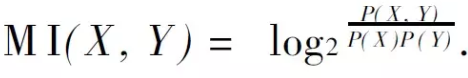 MI(X, Y) = log₂ P(X, Y) / P(X)P(Y).